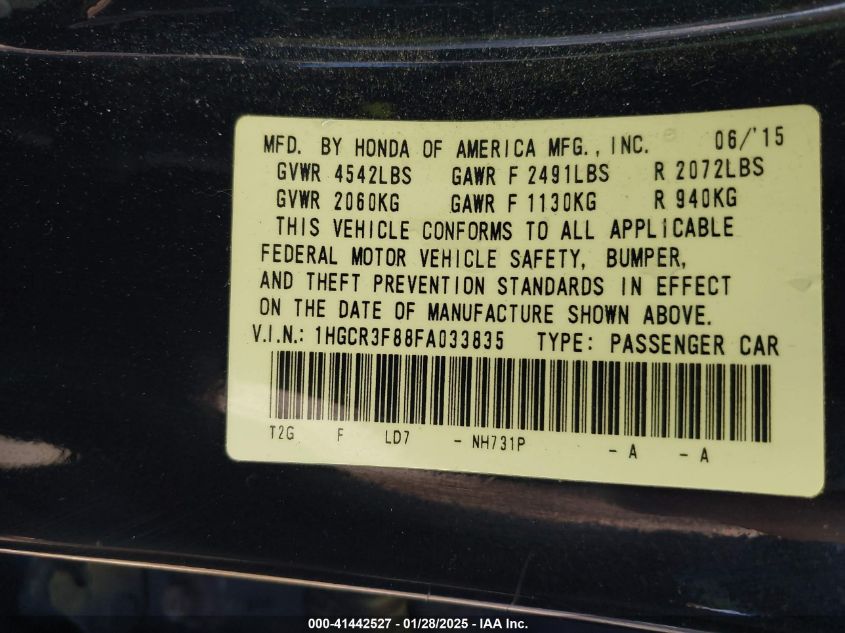 MFD. BY HONDA OF AMERICA MFG., INC. 06/'15
GVWR 4542LBS GAWR F 2491LBS R 2072LBS
GVWR 2060KG GAWR F 1130KG R 940KG
THIS VEHICLE CONFORMS TO ALL APPLICABLE
FEDERAL MOTOR VEHICLE SAFETY, BUMPER,
AND THEFT PREVENTION STANDARDS IN EFFECT
ON THE DATE OF MANUFACTURE SHOWN ABOVE.
V.I.N.: 1HGCR3F88FA033835 TYPE: PASSENGER CAR
T2G F LD7 - NH731P - A - A
000-41442527 - 01/28/2025 - IAA Inc.